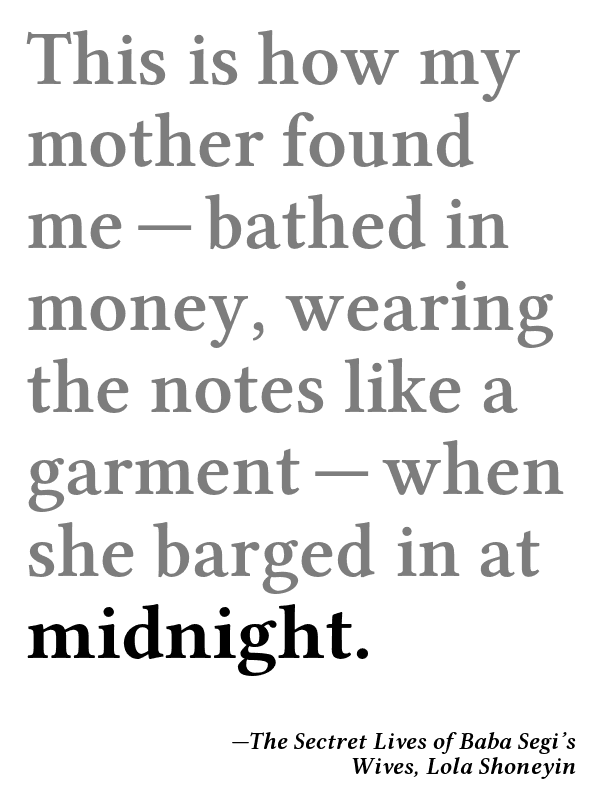 This is how my
mother found
me — bathed in
money, wearing
the notes like a
garment — when
she barged in at
midnight.
—The Sectret Lives of Baba Segi's
Wives, Lola Shoneyin